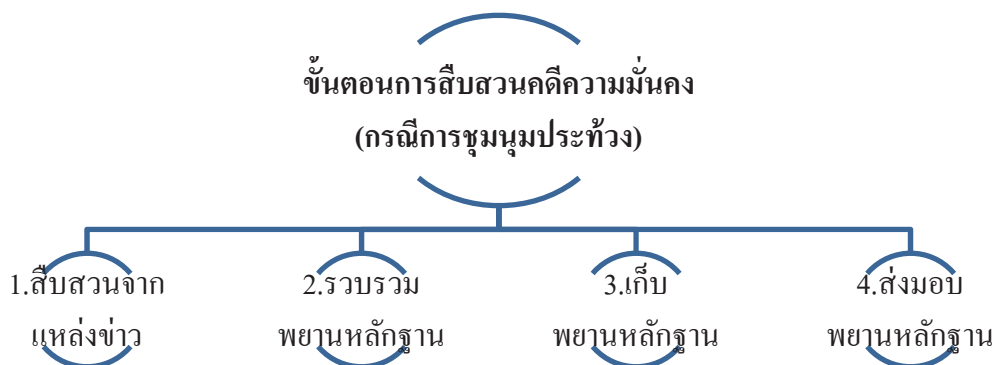 ขั้นตอนการสืบสวนคดีความมั่นคง
(กรณีการชุมนุมประท้วง)
1.สืบสวนจาก
แหล่งข่าว
2.รวบรวม
พยานหลักฐาน
3.เก็บ
พยานหลักฐาน
4.ส่งมอบ
พยานหลักฐาน